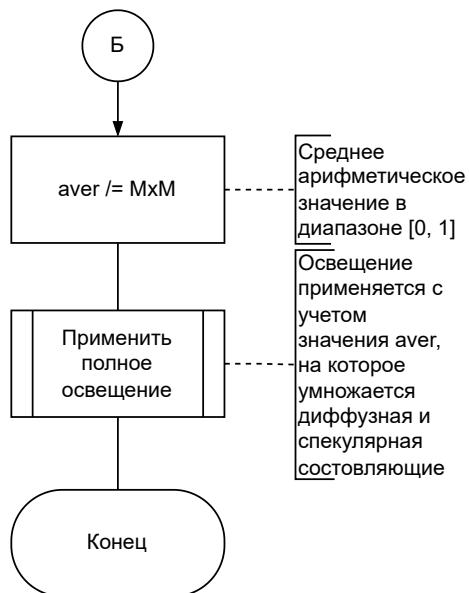 Б
aver /= MxM
Среднее
арифметическое
значение в
диапазоне [0, 1]
Применить
полное
освещение
Освещение
применяется с
учетом
значения aver,
на которое
умножается
диффузная и
спекулярная
состовляющие
Конец